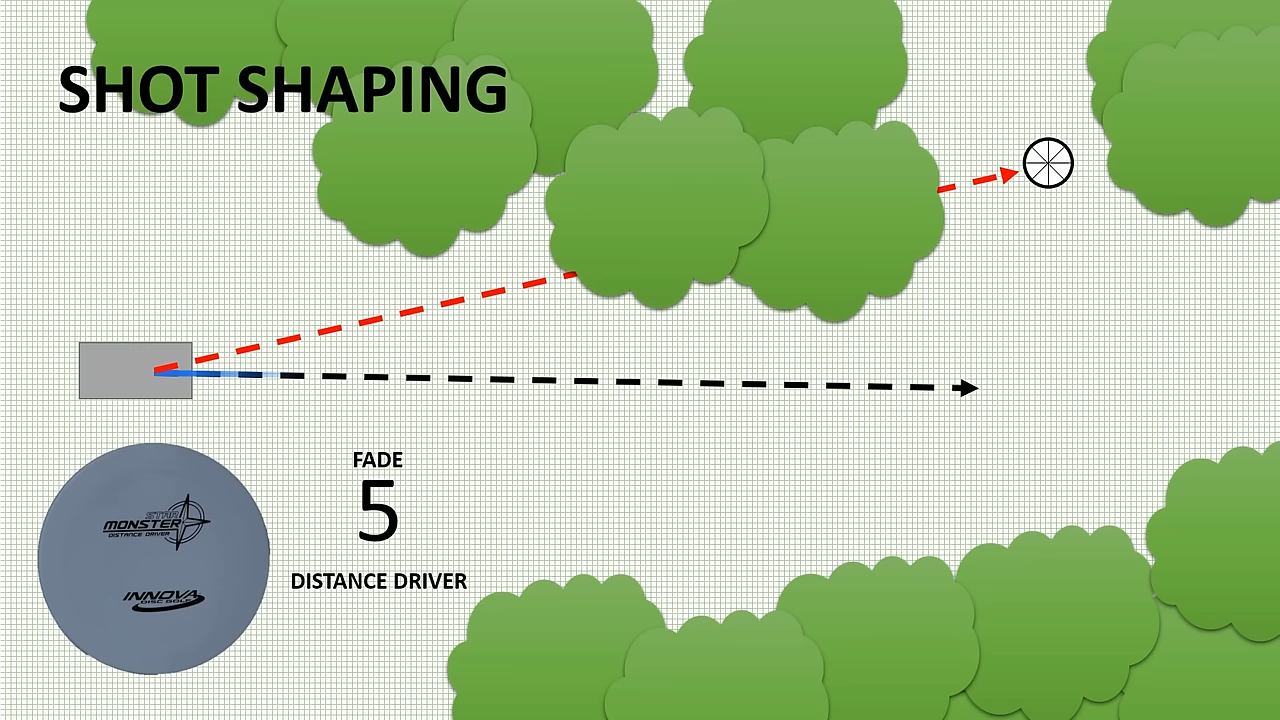 SHOT SHAPING
FADE
5
DISTANCE DRIVER
STAR
MONSTER
DISTANCE DRIVER
INNOVA
DISC GOLF